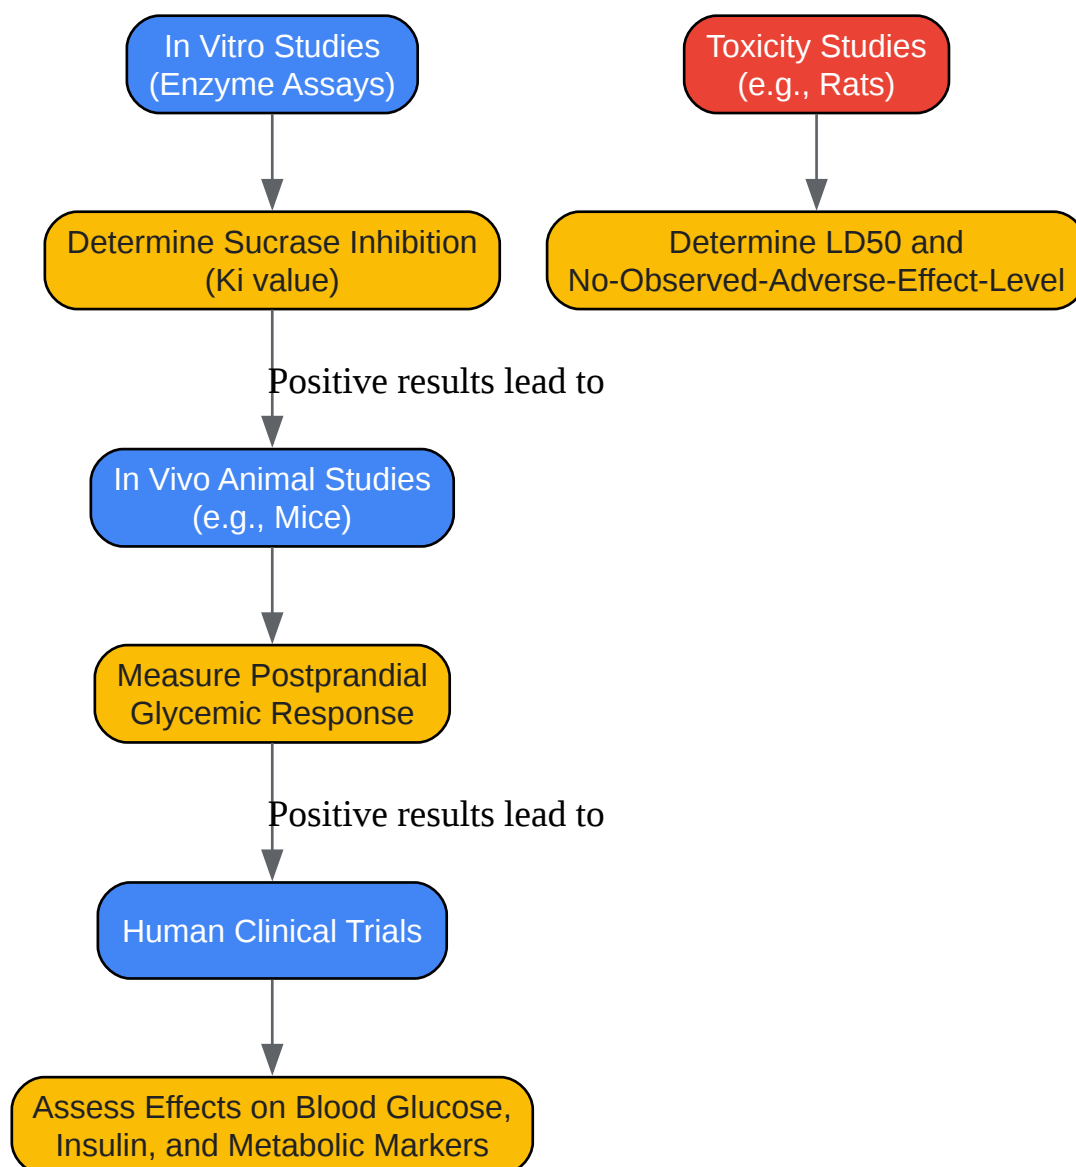 In Vitro Studies
(Enzyme Assays)
Toxicity Studies
(e.g., Rats)
Determine Sucrase Inhibition
(Ki value)
Determine LD50 and
No-Observed-Adverse-Effect-Level
Positive results lead to
In Vivo Animal Studies
(e.g., Mice)
Measure Postprandial
Glycemic Response
Positive results lead to
Human Clinical Trials
Assess Effects on Blood Glucose,
Insulin, and Metabolic Markers